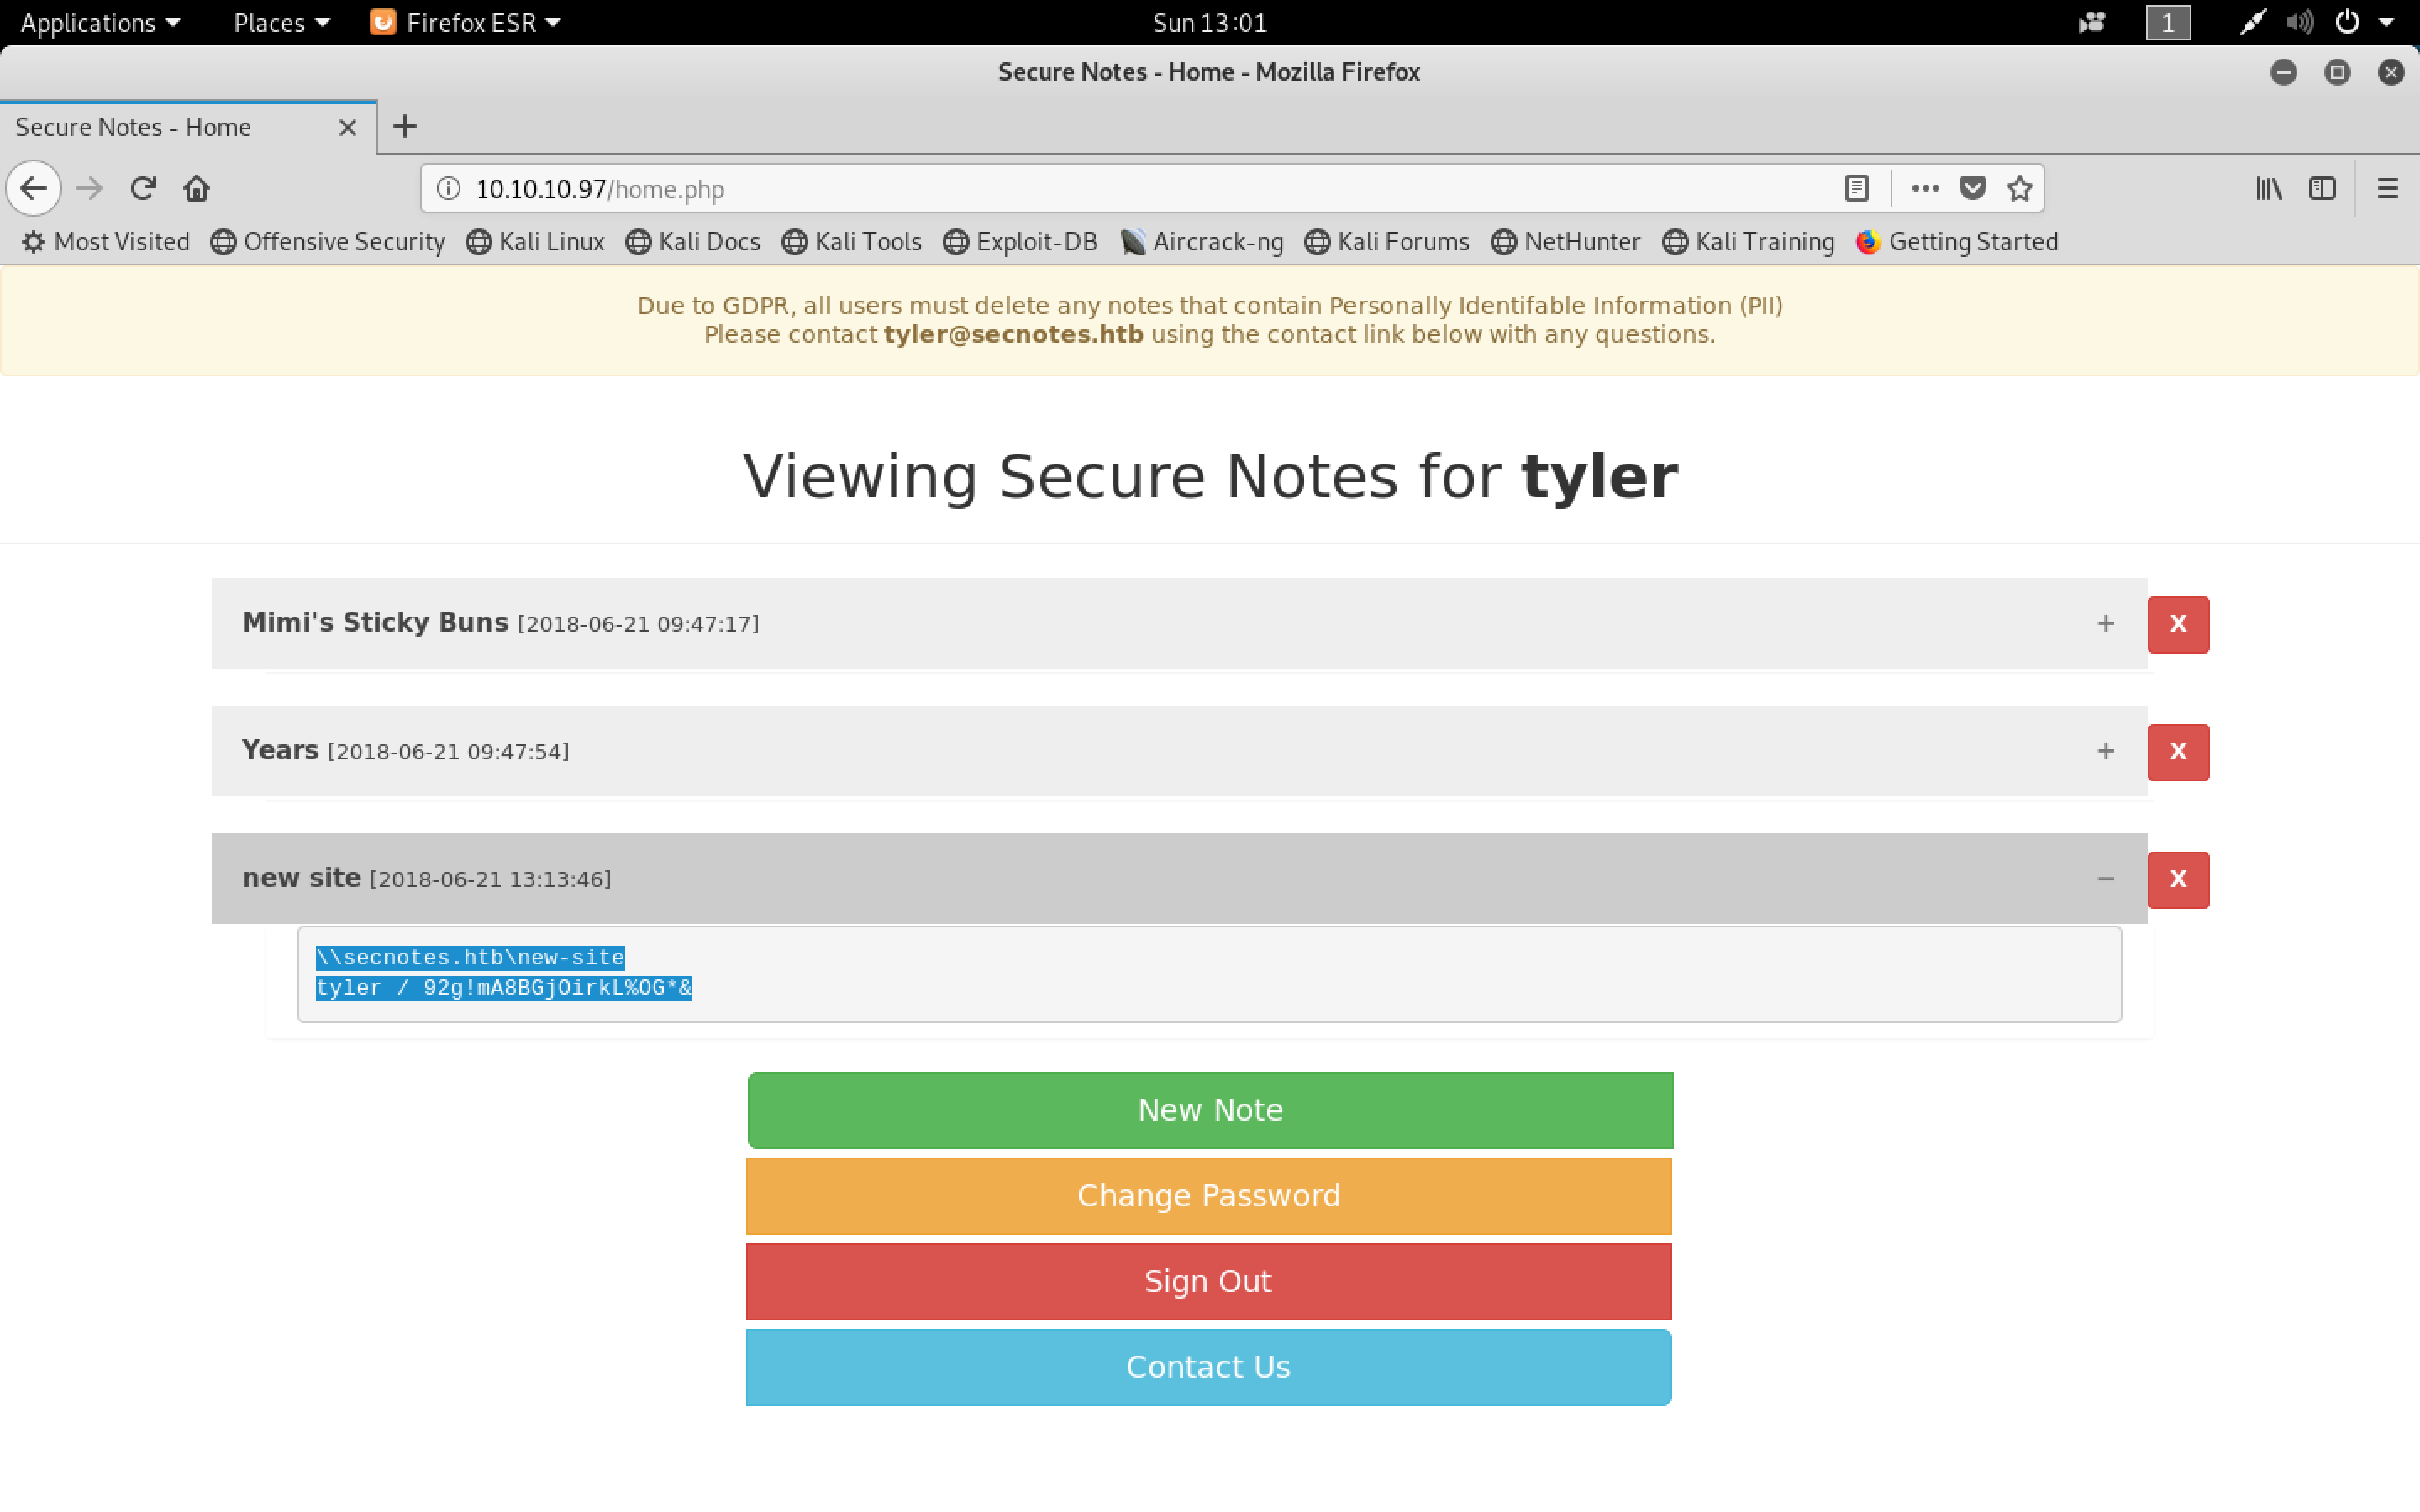 Applications Places Firefox ESR Sun 13:01 1
Secure Notes - Home - Mozilla Firefox
Secure Notes - Home
10.10.10.97/home.php
Most Visited Offensive Security Kali Linux Kali Docs Kali Tools Exploit-DB Aircrack-ng Kali Forums NetHunter Kali Training Getting Started
Due to GDPR, all users must delete any notes that contain Personally Identifable Information (PII)
Please contact tyler@secnotes.htb using the contact link below with any questions.
Viewing Secure Notes for tyler
Mimi's Sticky Buns [2018-06-21 09:47:17] + X
Years [2018-06-21 09:47:54] + X
new site [2018-06-21 13:13:46] − X
\\secnotes.htb\new-site
tyler / 92g!mA8BGjOirkL%OG*&
New Note
Change Password
Sign Out
Contact Us